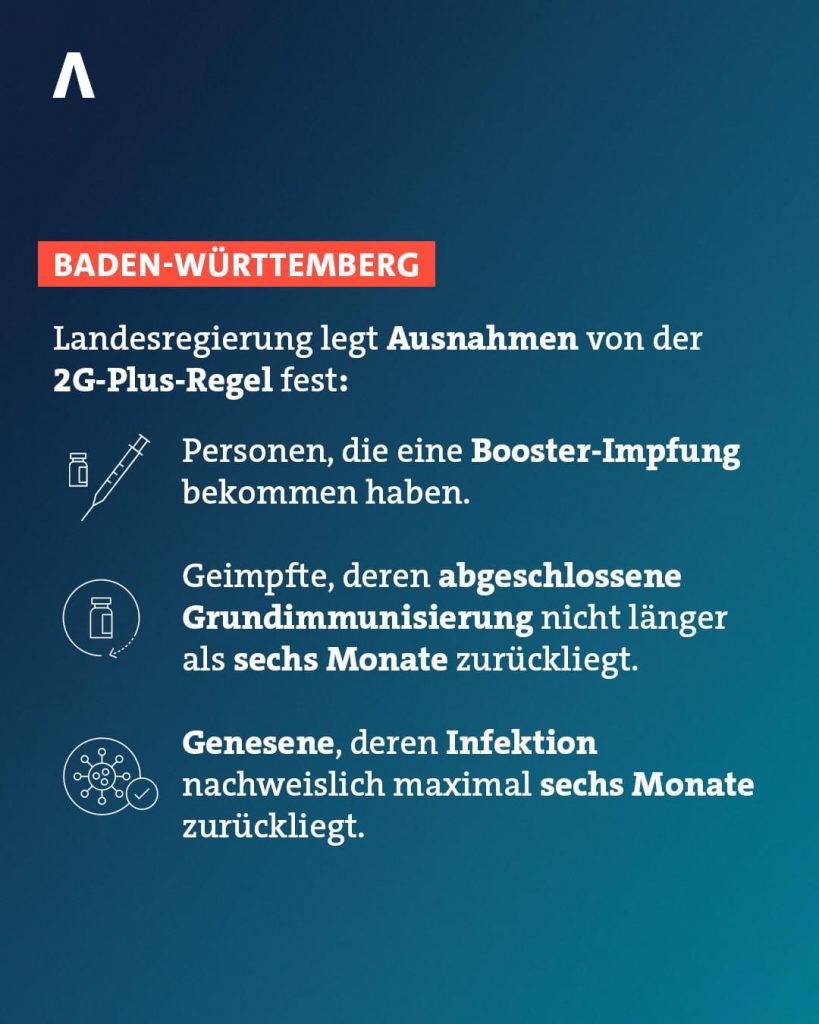 BADEN-WÜRTTEMBERG
Landesregierung legt Ausnahmen von der
2G-Plus-Regel fest:
Personen, die eine Booster-Impfung
bekommen haben.
Geimpfte, deren abgeschlossene
Grundimmunisierung nicht länger
als sechs Monate zurückliegt.
Genesene, deren Infektion
nachweislich maximal sechs Monate
zurückliegt.